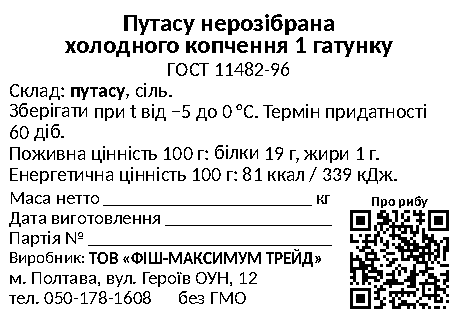 Путасу нерозібрана
холодного копчення 1 гатунку
ГОСТ 11482-96
Склад: путасу, сіль.
Зберігати при t від −5 до 0 °С. Термін придатності
60 діб.
Поживна цінність 100 г: білки 19 г, жири 1 г.
Енергетична цінність 100 г: 81 ккал / 339 кДж.
Маса нетто ____________________ кг
Дата виготовлення ________________
Партія № _______________________
Про рибу
Виробник: ТОВ «ФІШ-МАКСИМУМ ТРЕЙД»
м. Полтава, вул. Героїв ОУН, 12
тел. 050-178-1608 без ГМО